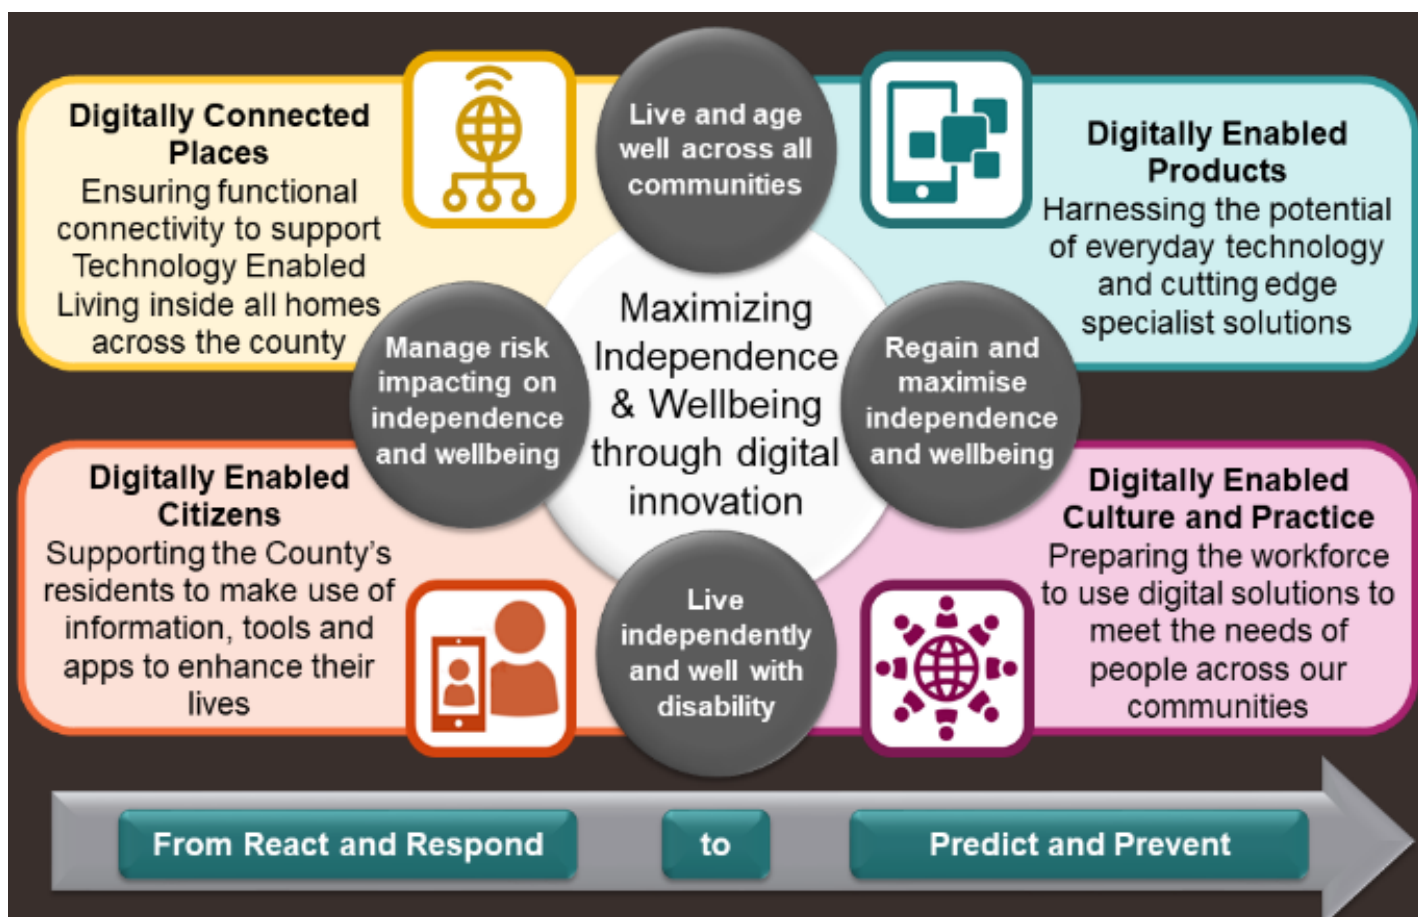 Digitally Connected
Places
Ensuring functional
connectivity to support
Technology Enabled
Living inside all homes
across the county
Live and age
well across all
communities
Digitally Enabled
Products
Harnessing the potential
of everyday technology
and cutting edge
specialist solutions
Manage risk
impacting on
independence
and wellbeing
Maximizing
Independence
& Wellbeing
through digital
innovation
Regain and
maximise
independence
and wellbeing
Digitally Enabled
Citizens
Supporting the County's
residents to make use of
information, tools and
apps to enhance their
lives
Live
independently
and well with
disability
Digitally Enabled
Culture and Practice
Preparing the workforce
to use digital solutions to
meet the needs of
people across our
communities
From React and Respond
to
Predict and Prevent